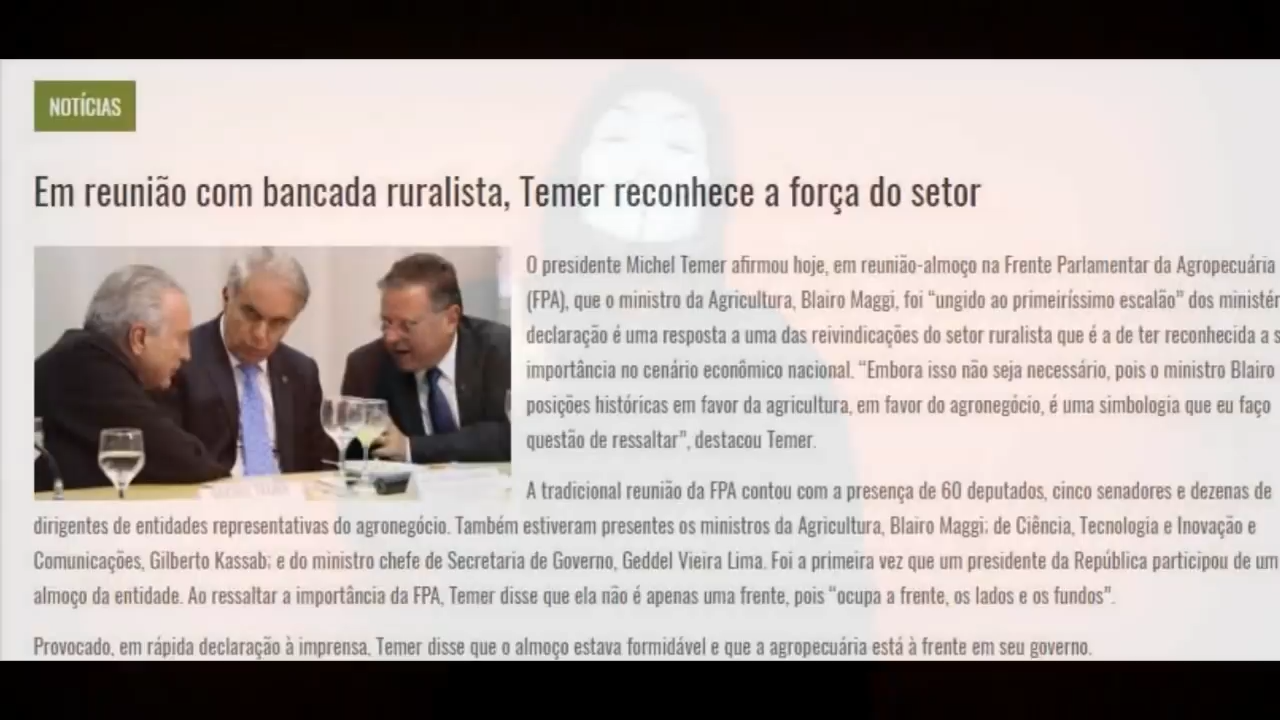 NOTÍCIAS
Em reunião com bancada ruralista, Temer reconhece a força do setor
O presidente Michel Temer afirmou hoje, em reunião-almoço na Frente Parlamentar da Agropecuária
(FPA), que o ministro da Agricultura, Blairo Maggi, foi “ungido ao primeiríssimo escalão” dos
declaração é uma resposta a uma das reivindicações do setor ruralista que é a de ter reconhecida a
importância no cenário econômico nacional. “Embora isso não seja necessário, pois o ministro Blairo
posições históricas em favor da agricultura, em favor do agronegócio, é uma simbologia que eu faço
questão de ressaltar”, destacou Temer.
A tradicional reunião da FPA contou com a presença de 60 deputados, cinco senadores e dezenas de
dirigentes de entidades representativas do agronegócio. Também estiveram presentes os ministros da Agricultura, Blairo Maggi; de Ciência, Tecnologia e Inovação e
Comunicações, Gilberto Kassab; e do ministro chefe de Secretaria de Governo, Geddel Vieira Lima. Foi a primeira vez que um presidente da República participou de um
almoço da entidade. Ao ressaltar a importância da FPA, Temer disse que ela não é apenas uma frente, pois “ocupa a frente, os lados e os fundos”.
Provocado, em rápida declaração à imprensa, Temer disse que o almoço estava formidável e que a agropecuária está à frente em seu governo.